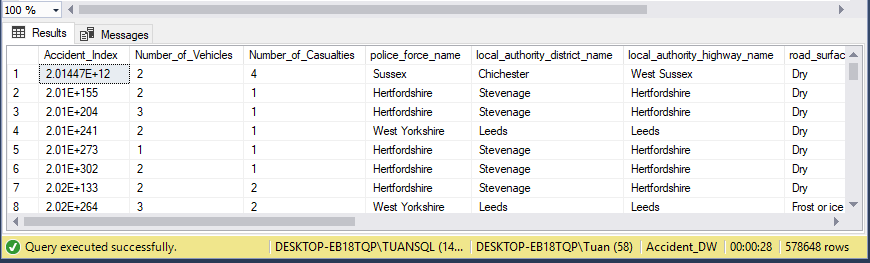 100 %
Results Messages
Accident_Index Number_of_Vehicles Number_of_Casualties police_force_name local_authority_district_name local_authority_highway_name road_surfac
1 2.01447E+12 2 4 Sussex Chichester West Sussex Dry
2 2.01E+155 2 1 Hertfordshire Stevenage Hertfordshire Dry
3 2.01E+204 3 1 Hertfordshire Stevenage Hertfordshire Dry
4 2.01E+241 2 1 West Yorkshire Leeds Leeds Dry
5 2.01E+273 1 1 Hertfordshire Stevenage Hertfordshire Dry
6 2.01E+302 2 1 Hertfordshire Stevenage Hertfordshire Dry
7 2.02E+133 2 2 Hertfordshire Stevenage Hertfordshire Dry
8 2.02E+264 3 2 West Yorkshire Leeds Leeds Frost or ice
Query executed successfully. DESKTOP-EB18TQP\TUANSQL (14... DESKTOP-EB18TQP\Tuan (58) Accident_DW 00:00:28 578648 rows